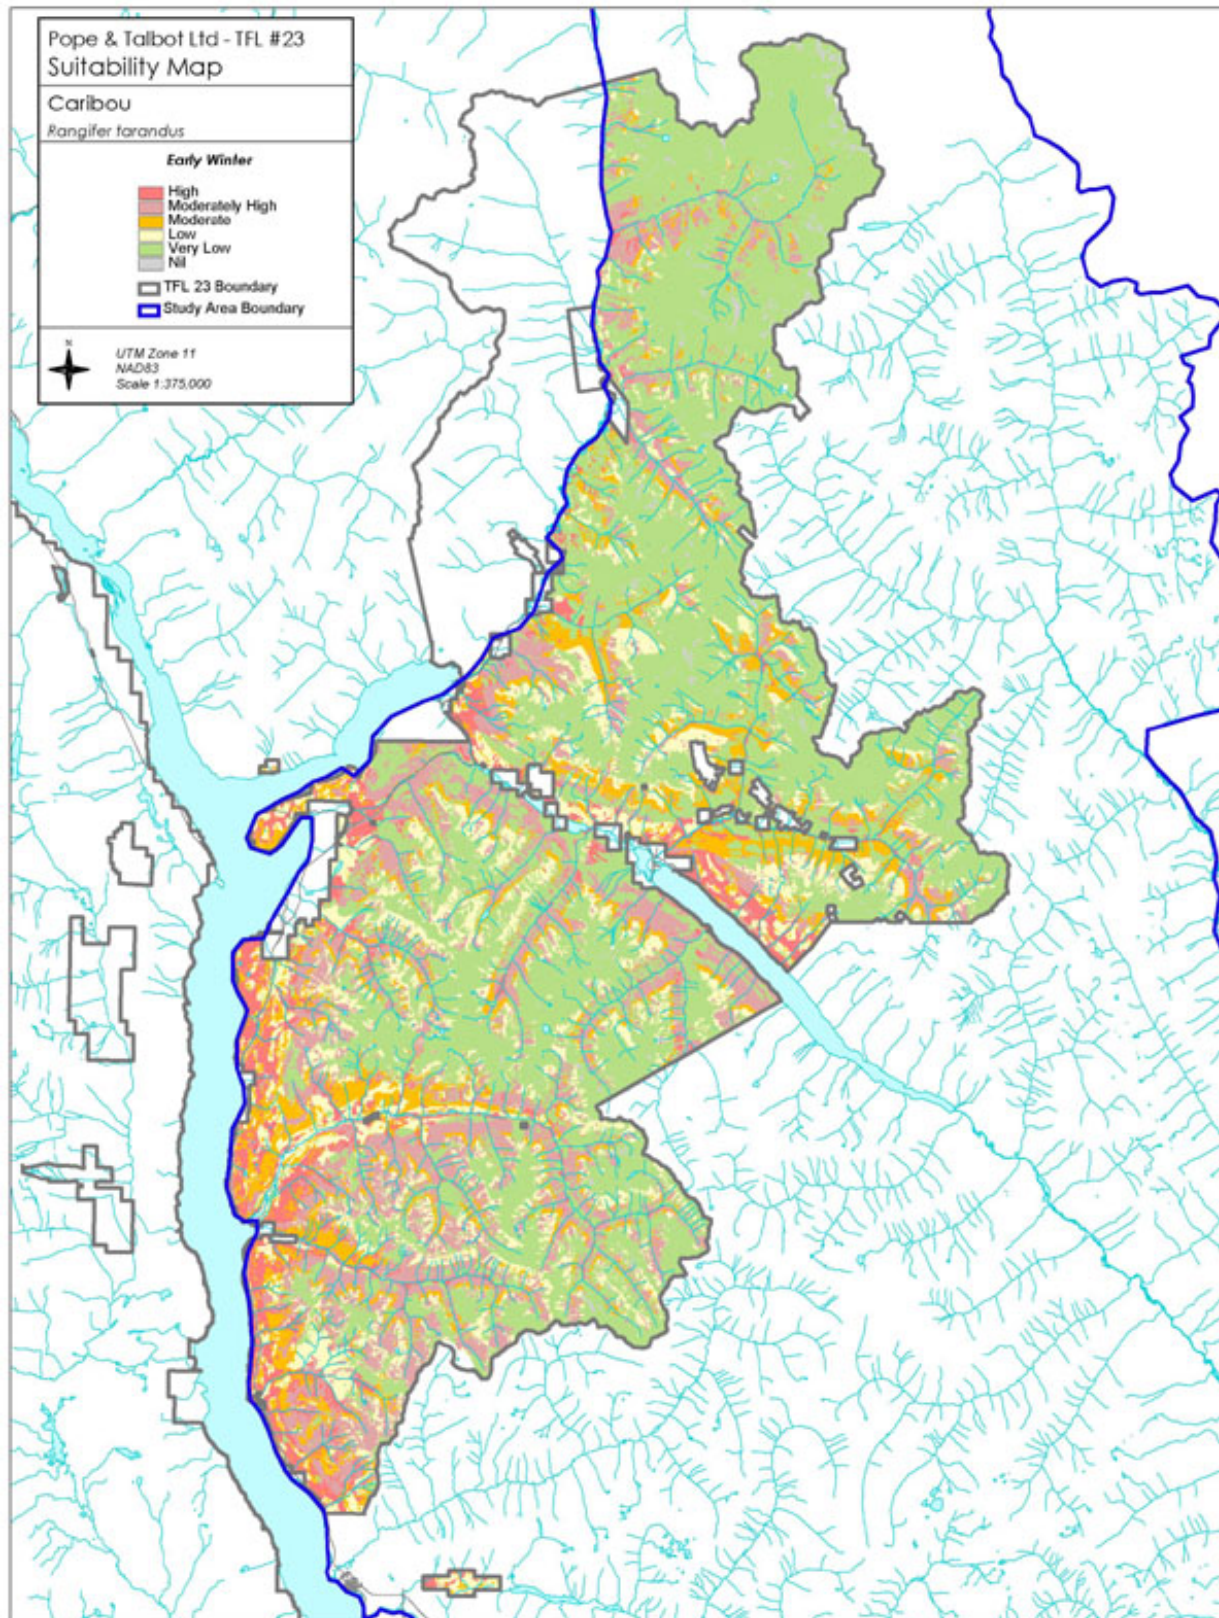 Pope & Talbot Ltd - TFL #23
Suitability Map
Caribou
Rangifer tarandus
Early Winter
High
Moderately High
Moderate
Low
Very Low
Nil
TFL 23 Boundary
Study Area Boundary
N
UTM Zone 11
NAD83
Scale 1:375,000